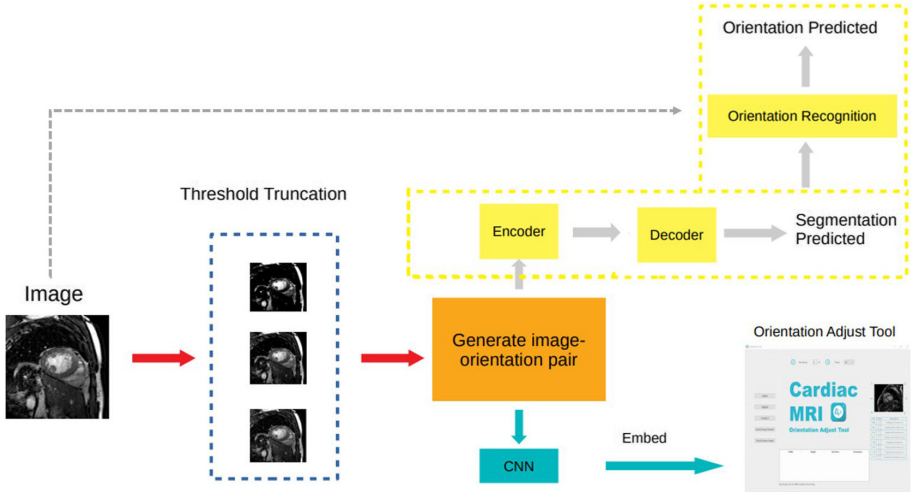 Orientation Predicted
Orientation Recognition
Threshold Truncation
Encoder
Decoder
Segmentation
Predicted
Image
Generate image-
orientation pair
Orientation Adjust Tool
Cardiac
MRI
Orientation Adjust Tool
CNN
Embed